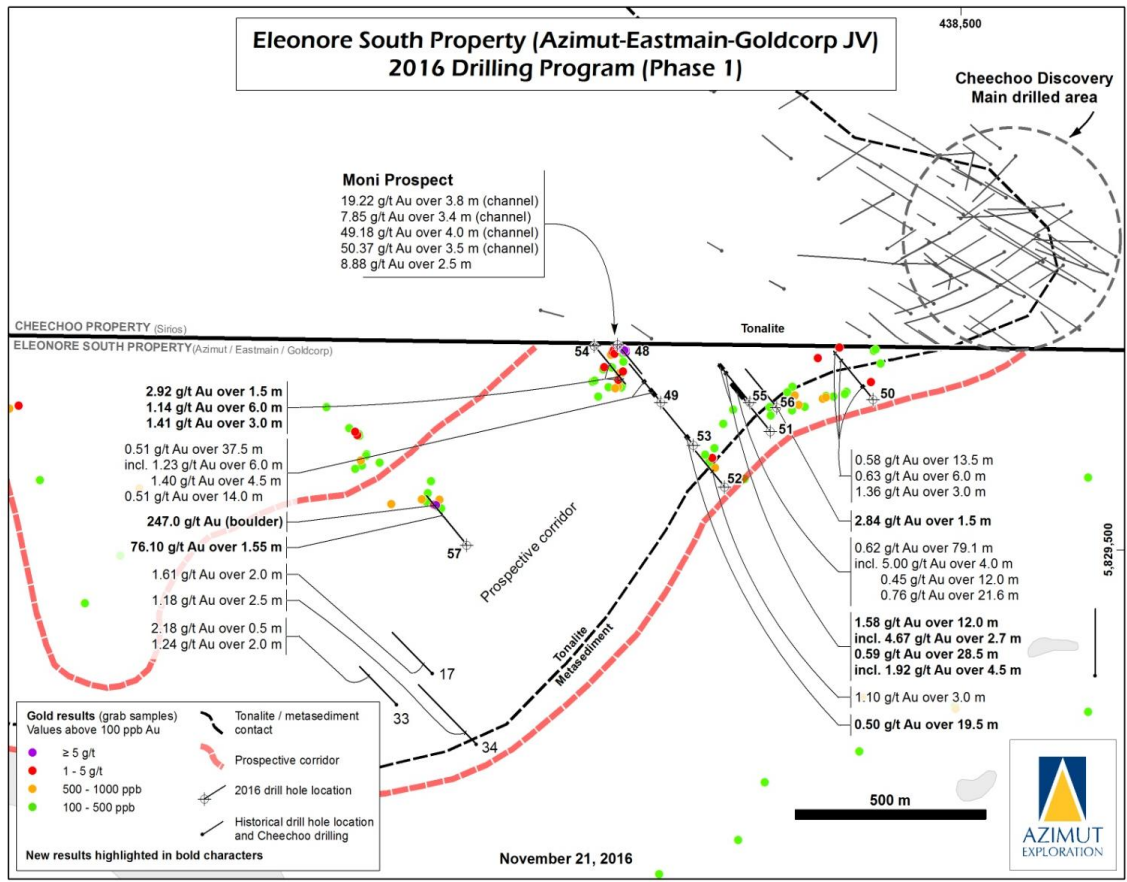 Eleonore South Property (Azimut-Eastmain-Goldcorp JV)
2016 Drilling Program (Phase 1)
438,500
Cheechoo Discovery
Main drilled area
Moni Prospect
19.22 g/t Au over 3.8 m (channel)
7.85 g/t Au over 3.4 m (channel)
49.18 g/t Au over 4.0 m (channel)
50.37 g/t Au over 3.5 m (channel)
8.88 g/t Au over 2.5 m
CHEECHOO PROPERTY (Sirios)
ELEONORE SOUTH PROPERTY (Azimut / Eastmain / Goldcorp)
Tonalite
54
48
49
53
52
55
56
51
50
57
17
33
34
2.92 g/t Au over 1.5 m
1.14 g/t Au over 6.0 m
1.41 g/t Au over 3.0 m
0.51 g/t Au over 37.5 m
incl. 1.23 g/t Au over 6.0 m
1.40 g/t Au over 4.5 m
0.51 g/t Au over 14.0 m
247.0 g/t Au (boulder)
76.10 g/t Au over 1.55 m
1.61 g/t Au over 2.0 m
1.18 g/t Au over 2.5 m
2.18 g/t Au over 0.5 m
1.24 g/t Au over 2.0 m
Prospective corridor
Tonalite
Metasediment
0.58 g/t Au over 13.5 m
0.63 g/t Au over 6.0 m
1.36 g/t Au over 3.0 m
2.84 g/t Au over 1.5 m
0.62 g/t Au over 79.1 m
incl. 5.00 g/t Au over 4.0 m
0.45 g/t Au over 12.0 m
0.76 g/t Au over 21.6 m
1.58 g/t Au over 12.0 m
incl. 4.67 g/t Au over 2.7 m
0.59 g/t Au over 28.5 m
incl. 1.92 g/t Au over 4.5 m
1.10 g/t Au over 3.0 m
0.50 g/t Au over 19.5 m
5,829,500
Gold results (grab samples)
Values above 100 ppb Au
≥ 5 g/t
1 - 5 g/t
500 - 1000 ppb
100 - 500 ppb
Tonalite / metasediment
contact
Prospective corridor
2016 drill hole location
Historical drill hole location
and Cheechoo drilling
New results highlighted in bold characters
November 21, 2016
500 m
AZIMUT
EXPLORATION